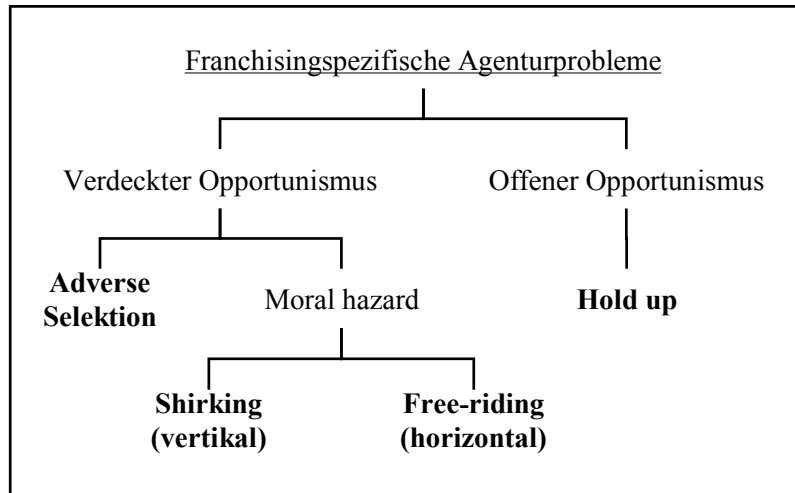 Franchisingspezifische Agenturprobleme
Verdeckter Opportunismus
Offener Opportunismus
Adverse
Selektion
Moral hazard
Hold up
Shirking
(vertikal)
Free-riding
(horizontal)